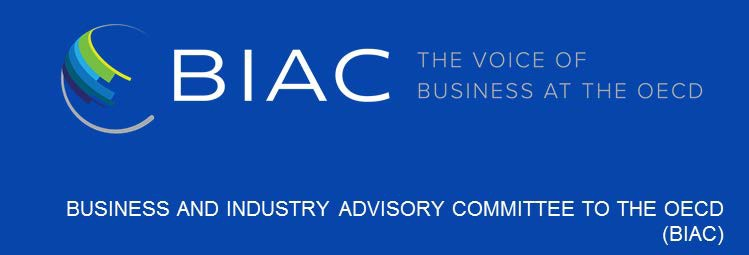 BIAC
THE VOICE OF
BUSINESS AT THE OECD
BUSINESS AND INDUSTRY ADVISORY COMMITTEE TO THE OECD
(BIAC)